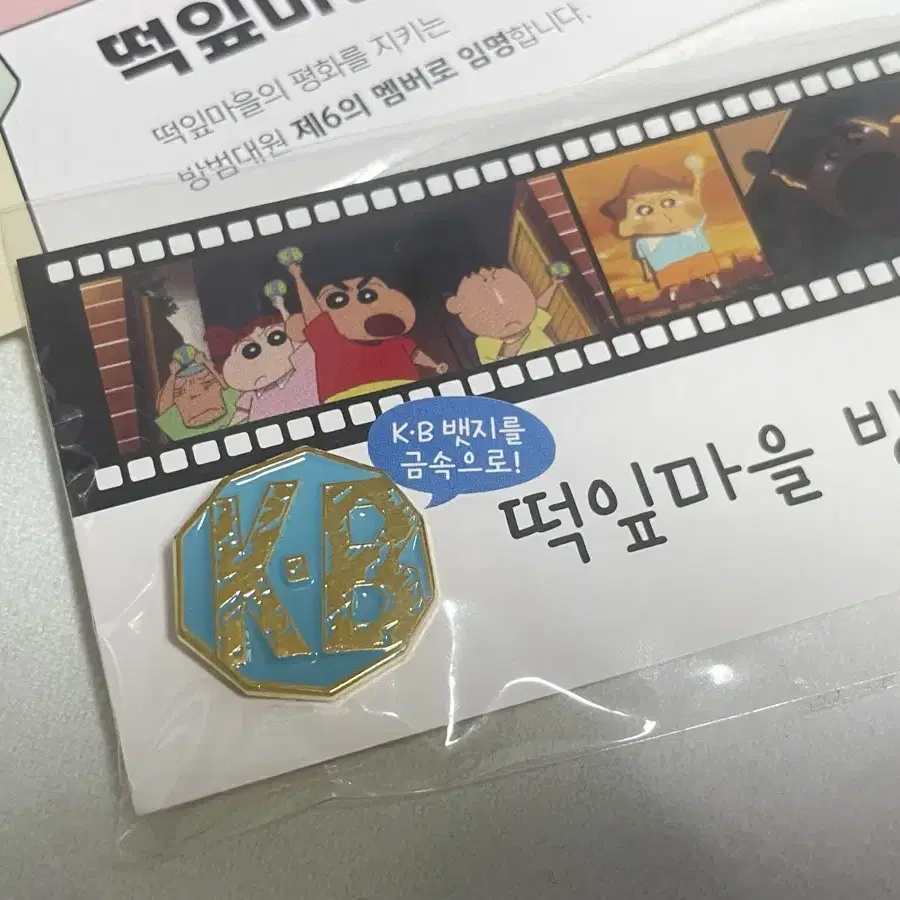 떡잎마
떡잎마을의 평화를 지키는
방범대원 제6의 멤버로 임명합니다.
K·B 뱃지를
금속으로!
K·B
떡잎마을 방